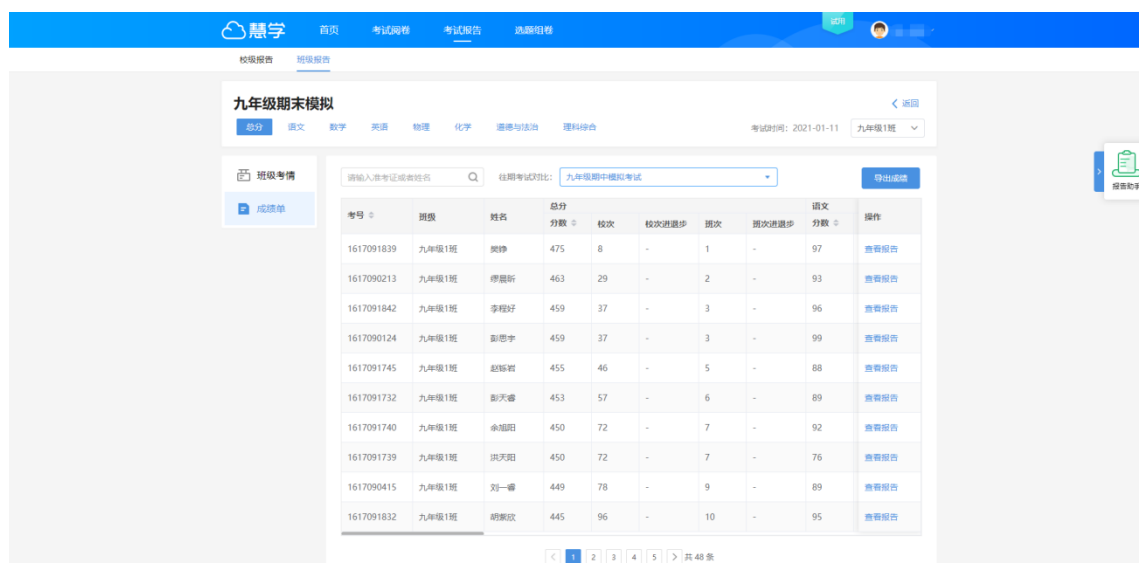 慧学 首页 考试阅卷 考试报告 选题组卷 试用
校级报告 班级报告
九年级期末模拟
返回
总分 语文 数学 英语 物理 化学 道德与法治 理科综合 考试时间：2021-01-11 九年级1班
班级考情
成绩单
请输入准考证或者姓名 往期考试对比： 九年级期中模拟考试 导出成绩
报告助手
考号 班级 姓名 总分 语文 操作
分数 校次 校次进退步 班次 班次进退步 分数
1617091839 九年级1班 樊铮 475 8 - 1 - 97 查看报告
1617090213 九年级1班 缪晨昕 463 29 - 2 - 93 查看报告
1617091842 九年级1班 李程好 459 37 - 3 - 96 查看报告
1617090124 九年级1班 彭思宇 459 37 - 3 - 99 查看报告
1617091745 九年级1班 455 46 - 5 - 88 查看报告
1617091732 九年级1班 彭天睿 453 57 - 6 - 89 查看报告
1617091740 九年级1班 余旭阳 450 72 - 7 - 92 查看报告
1617091739 九年级1班 洪天阳 450 72 - 7 - 76 查看报告
1617090415 九年级1班 刘一睿 449 78 - 9 - 89 查看报告
1617091832 九年级1班 胡紫欣 445 96 - 10 - 95 查看报告
1 2 3 4 5 共 48 条